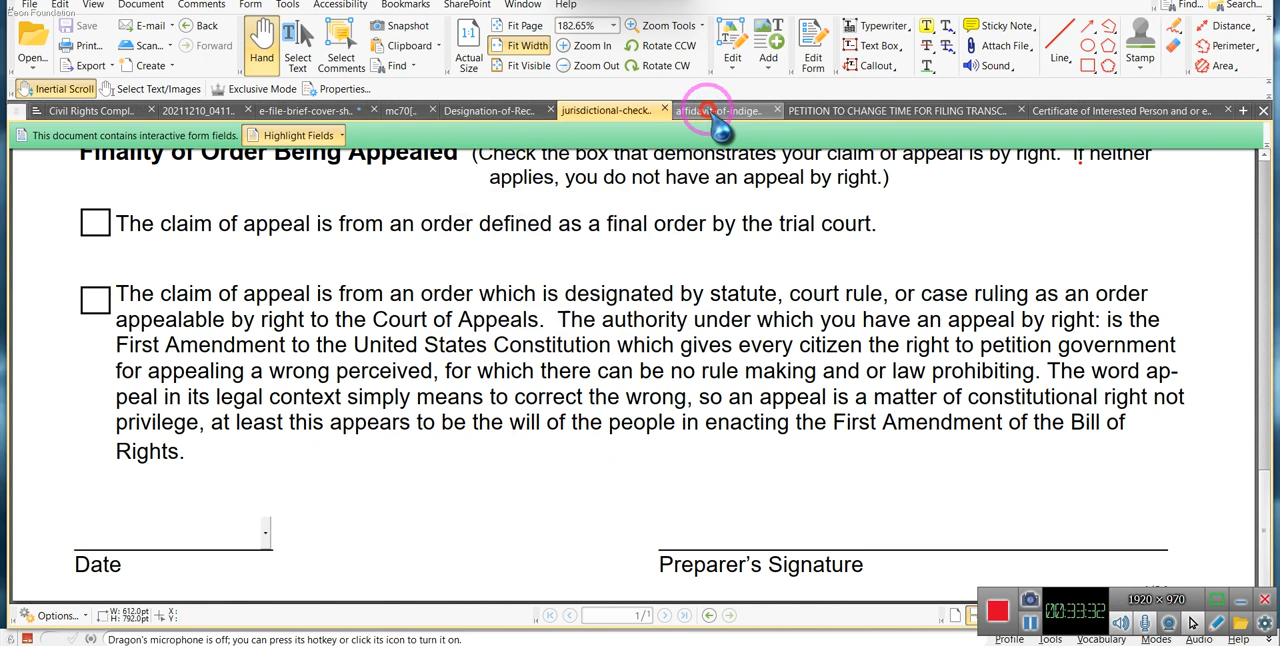 File Edit View Document Comments Form Tools Accessibility Bookmarks SharePoint Window Help Find... Search...
Eeon Foundation
Open... Save Print... Export E-mail Scan... Create Back Forward Hand Select Text Select Comments Snapshot Clipboard Find Actual Size Fit Page Fit Width Fit Visible 182.65% Zoom In Zoom Out Zoom Tools Rotate CCW Rotate CW Edit Add Edit Form Typewriter Text Box Callout Sticky Note Attach File Sound Line Stamp Distance Perimeter Area
Inertial Scroll Select Text/Images Exclusive Mode Properties...
Civil Rights Compl.. 20211210_0411.. e-file-brief-cover-sh.. * mc70[.. Designation-of-Rec.. jurisdictional-check.. affidavit-of-indige.. PETITION TO CHANGE TIME FOR FILING TRANSC.. Certificate of Interested Person and or e..
This document contains interactive form fields. Highlight Fields
Finality of Order Being Appealed (Check the box that demonstrates your claim of appeal is by right. If neither
applies, you do not have an appeal by right.)
The claim of appeal is from an order defined as a final order by the trial court.
The claim of appeal is from an order which is designated by statute, court rule, or case ruling as an order
appealable by right to the Court of Appeals. The authority under which you have an appeal by right: is the
First Amendment to the United States Constitution which gives every citizen the right to petition government
for appealing a wrong perceived, for which there can be no rule making and or law prohibiting. The word ap-
peal in its legal context simply means to correct the wrong, so an appeal is a matter of constitutional right not
privilege, at least this appears to be the will of the people in enacting the First Amendment of the Bill of
Rights.
Date
Preparer's Signature
1920 × 970
00:33:32
Options... W: 612.0pt H: 792.0pt X: Y: 1/1
Dragon's microphone is off; you can press its hotkey or click its icon to turn it on.
Profile Tools Vocabulary Modes Audio Help